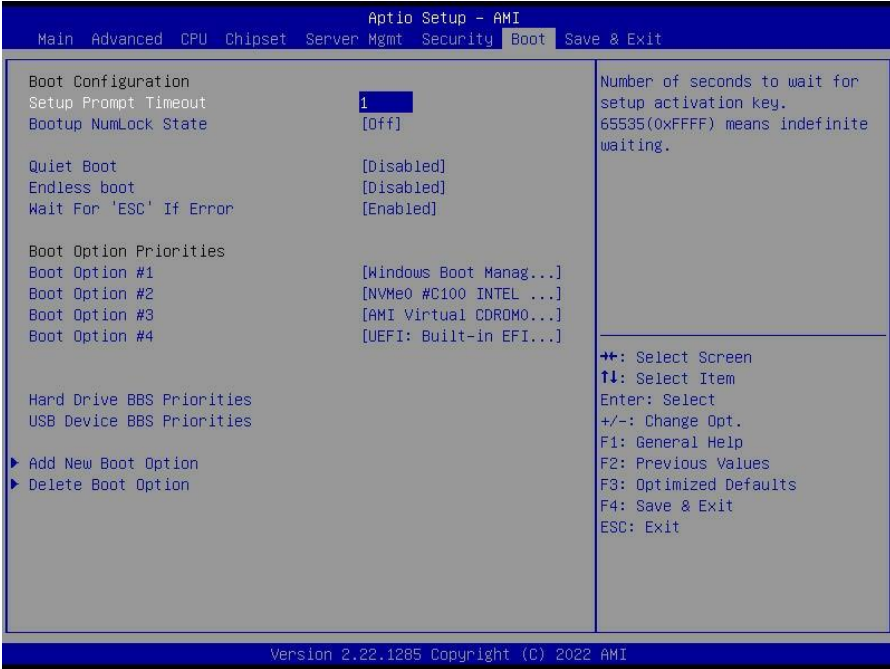 Aptio Setup – AMI
Main Advanced CPU Chipset Server Mgmt Security Boot Save & Exit
Boot Configuration
Setup Prompt Timeout 1
Bootup NumLock State [Off]
Quiet Boot [Disabled]
Endless boot [Disabled]
Wait For 'ESC' If Error [Enabled]
Boot Option Priorities
Boot Option #1 [Windows Boot Manag...]
Boot Option #2 [NVMe0 #C100 INTEL ...]
Boot Option #3 [AMI Virtual CDROM0...]
Boot Option #4 [UEFI: Built-in EFI...]
Hard Drive BBS Priorities
USB Device BBS Priorities
▶ Add New Boot Option
▶ Delete Boot Option
Number of seconds to wait for
setup activation key.
65535(0xFFFF) means indefinite
waiting.
→←: Select Screen
↑↓: Select Item
Enter: Select
+/-: Change Opt.
F1: General Help
F2: Previous Values
F3: Optimized Defaults
F4: Save & Exit
ESC: Exit
Version 2.22.1285 Copyright (C) 2022 AMI